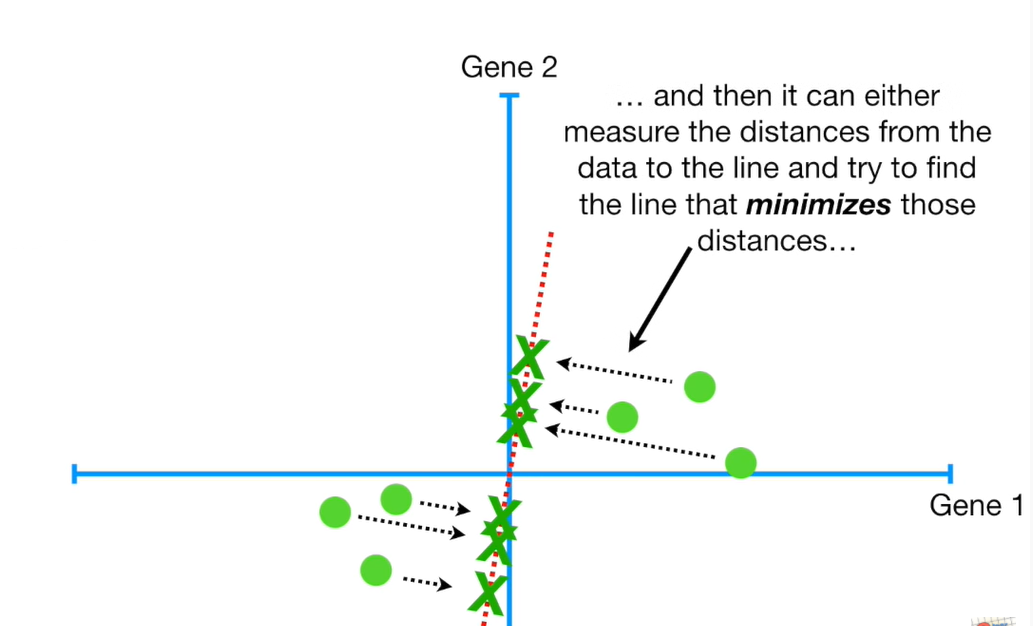 Gene 2
… and then it can either
measure the distances from the
data to the line and try to find
the line that minimizes those
distances…
Gene 1